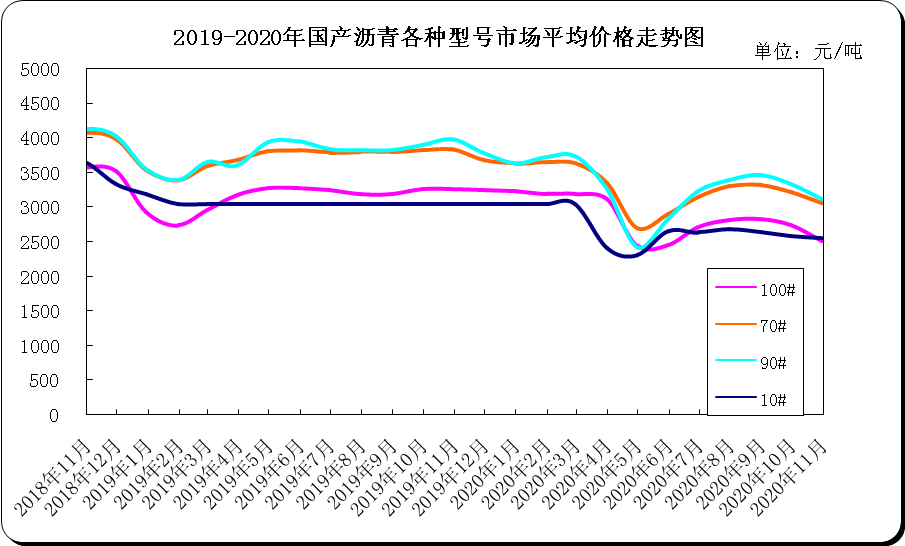 2019-2020年国产沥青各种型号市场平均价格走势图
单位：元/吨
5000
4500
4000
3500
3000
2500
2000
1500
1000
500
0
100#
70#
90#
10#
2018年11月
2018年12月
2019年1月
2019年2月
2019年3月
2019年4月
2019年5月
2019年6月
2019年7月
2019年8月
2019年9月
2019年10月
2019年11月
2019年12月
2020年1月
2020年2月
2020年3月
2020年4月
2020年5月
2020年6月
2020年7月
2020年8月
2020年9月
2020年10月
2020年11月